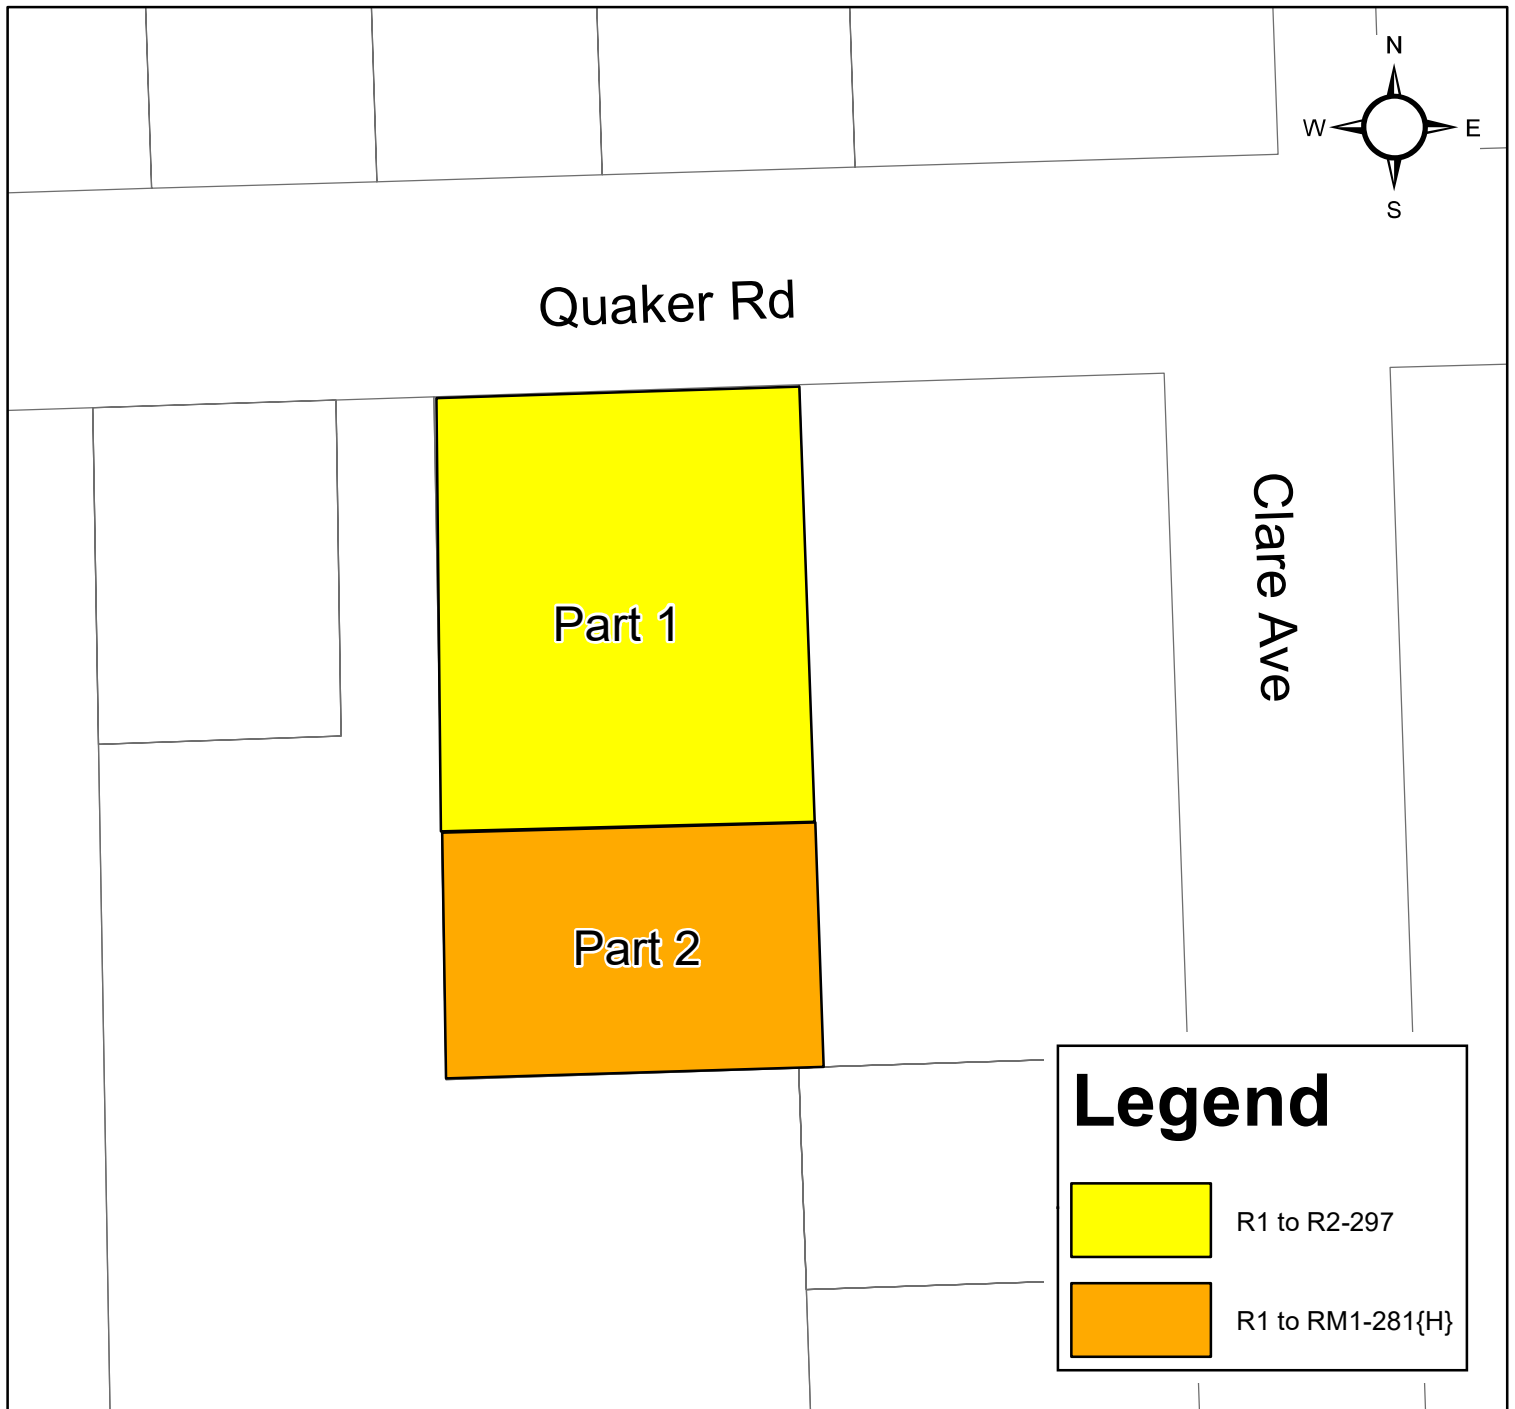 N
W
E
S
Quaker Rd
Clare Ave
Part 1
Part 2
Legend
R1 to R2-297
R1 to RM1-281{H}